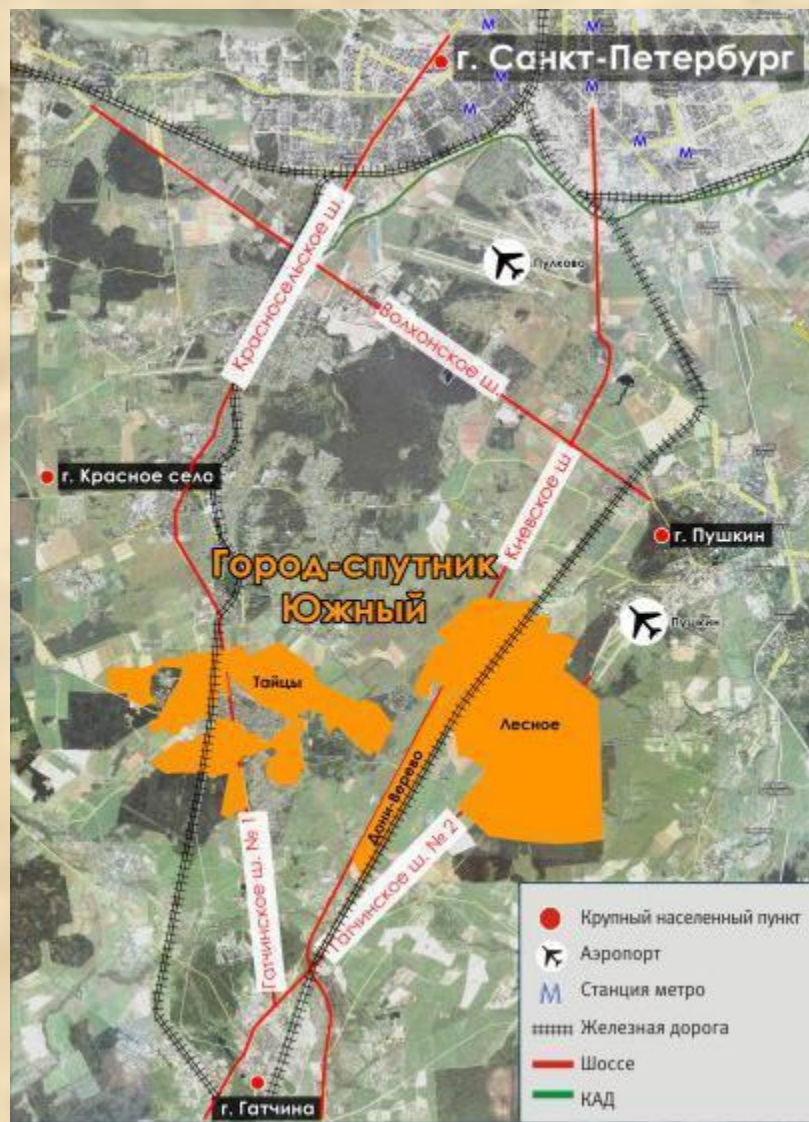 г. Санкт-Петербург
М
М
М
М
М
М
М
Пулково
Красносельское ш.
Волхонское ш.
г. Красное село
Киевское ш.
г. Пушкин
Город-спутник
Южный
Пушкин
Тайцы
Лесное
Дони-Верево
Гатчинское ш. № 1
Гатчинское ш. № 2
г. Гатчина
Крупный населенный пункт
Аэропорт
М Станция метро
Железная дорога
Шоссе
КАД